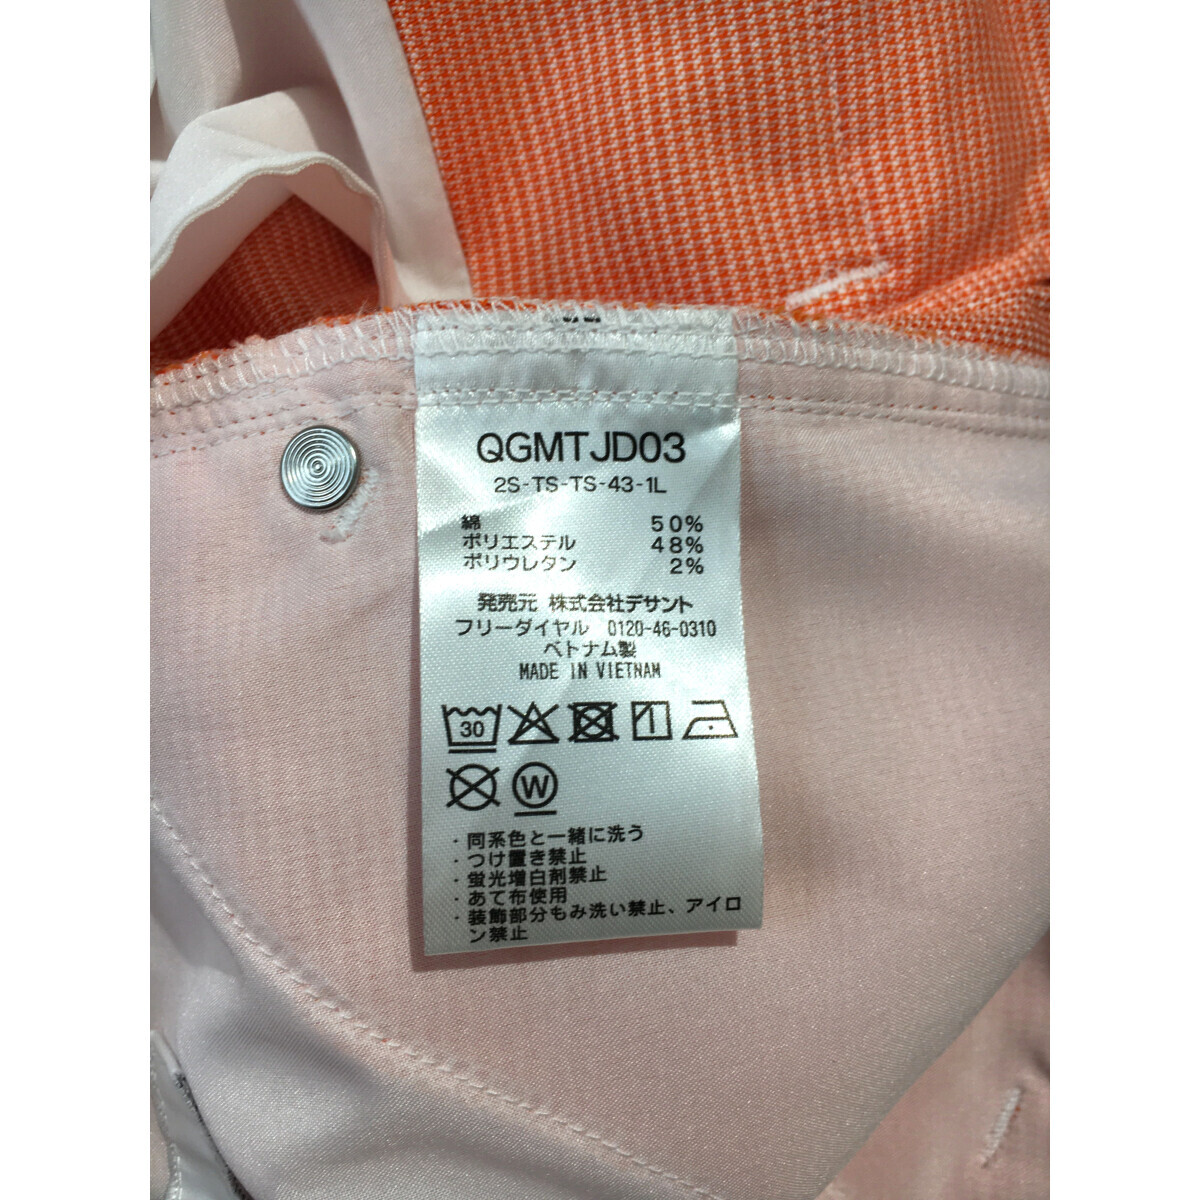 QGMTJD03
2S-TS-TS-43-1L
綿 50%
ポリエステル 48%
ポリウレタン 2%
発売元 株式会社デサント
フリーダイヤル 0120-46-0310
ベトナム製
MADE IN VIETNAM
30
W
・同系色と一緒に洗う
・つけ置き禁止
・蛍光増白剤禁止
・あて布使用
・装飾部分もみ洗い禁止、アイロ
ン禁止